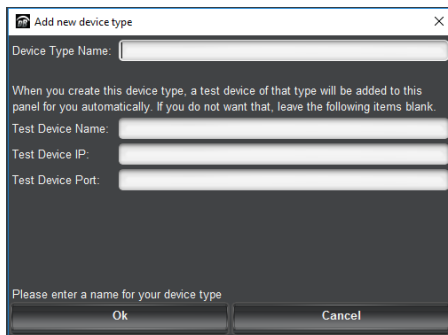 Add new device type
Device Type Name:
When you create this device type, a test device of that type will be added to this
panel for you automatically. If you do not want that, leave the following items blank.
Test Device Name:
Test Device IP:
Test Device Port:
Please enter a name for your device type
Ok Cancel